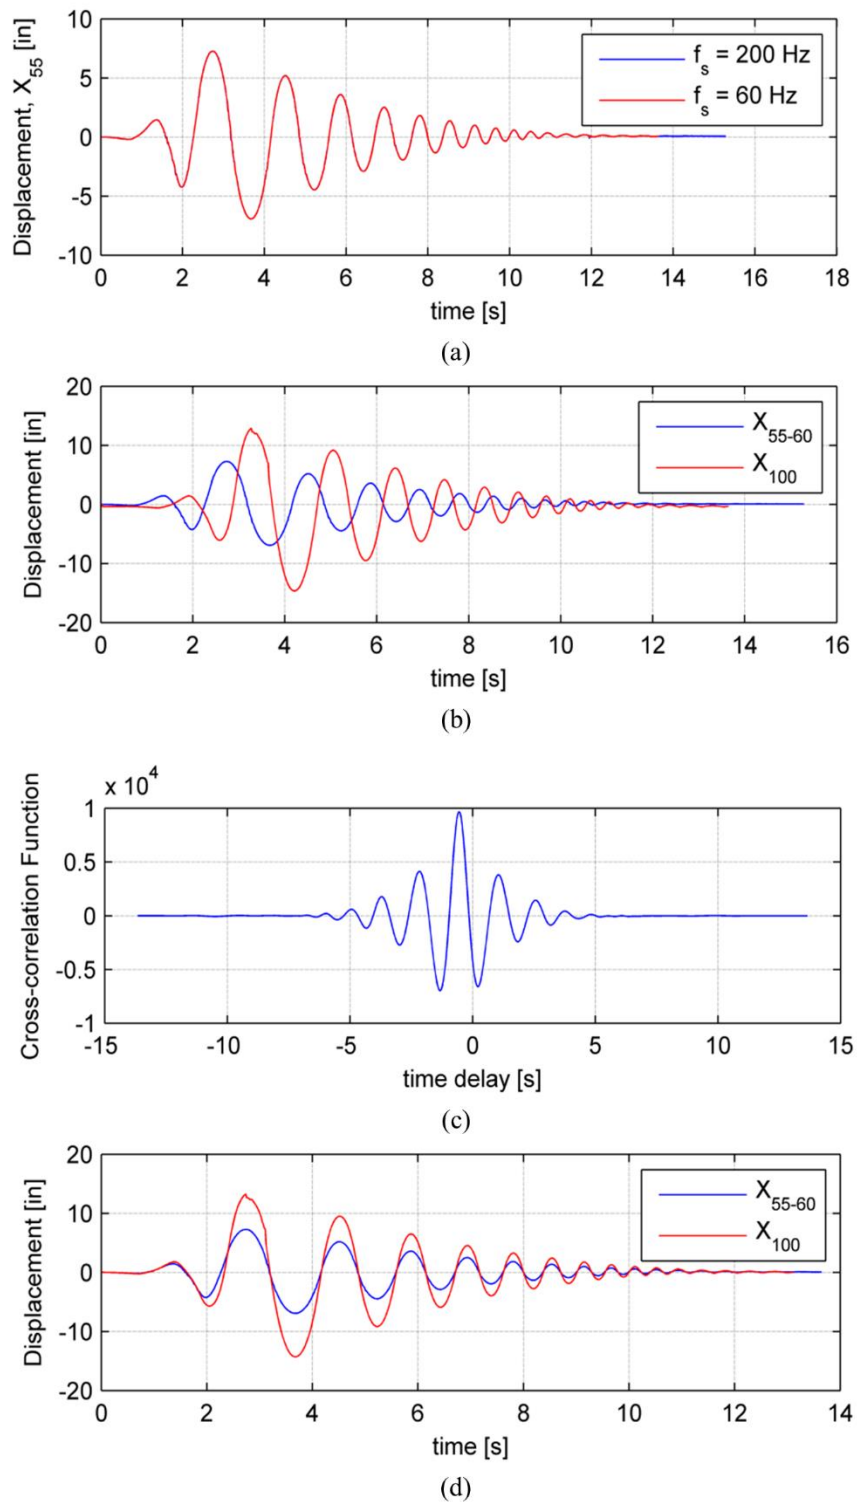 Displacement, X55 [in]
10
5
0
-5
-10
fs = 200 Hz
fs = 60 Hz
0 2 4 6 8 10 12 14 16 18
time [s]
(a)
Displacement [in]
20
10
0
-10
-20
X55-60
X100
0 2 4 6 8 10 12 14 16
time [s]
(b)
Cross-correlation Function
x 10^4
1
0.5
0
-0.5
-1
-15 -10 -5 0 5 10 15
time delay [s]
(c)
Displacement [in]
20
10
0
-10
-20
X55-60
X100
0 2 4 6 8 10 12 14
time [s]
(d)